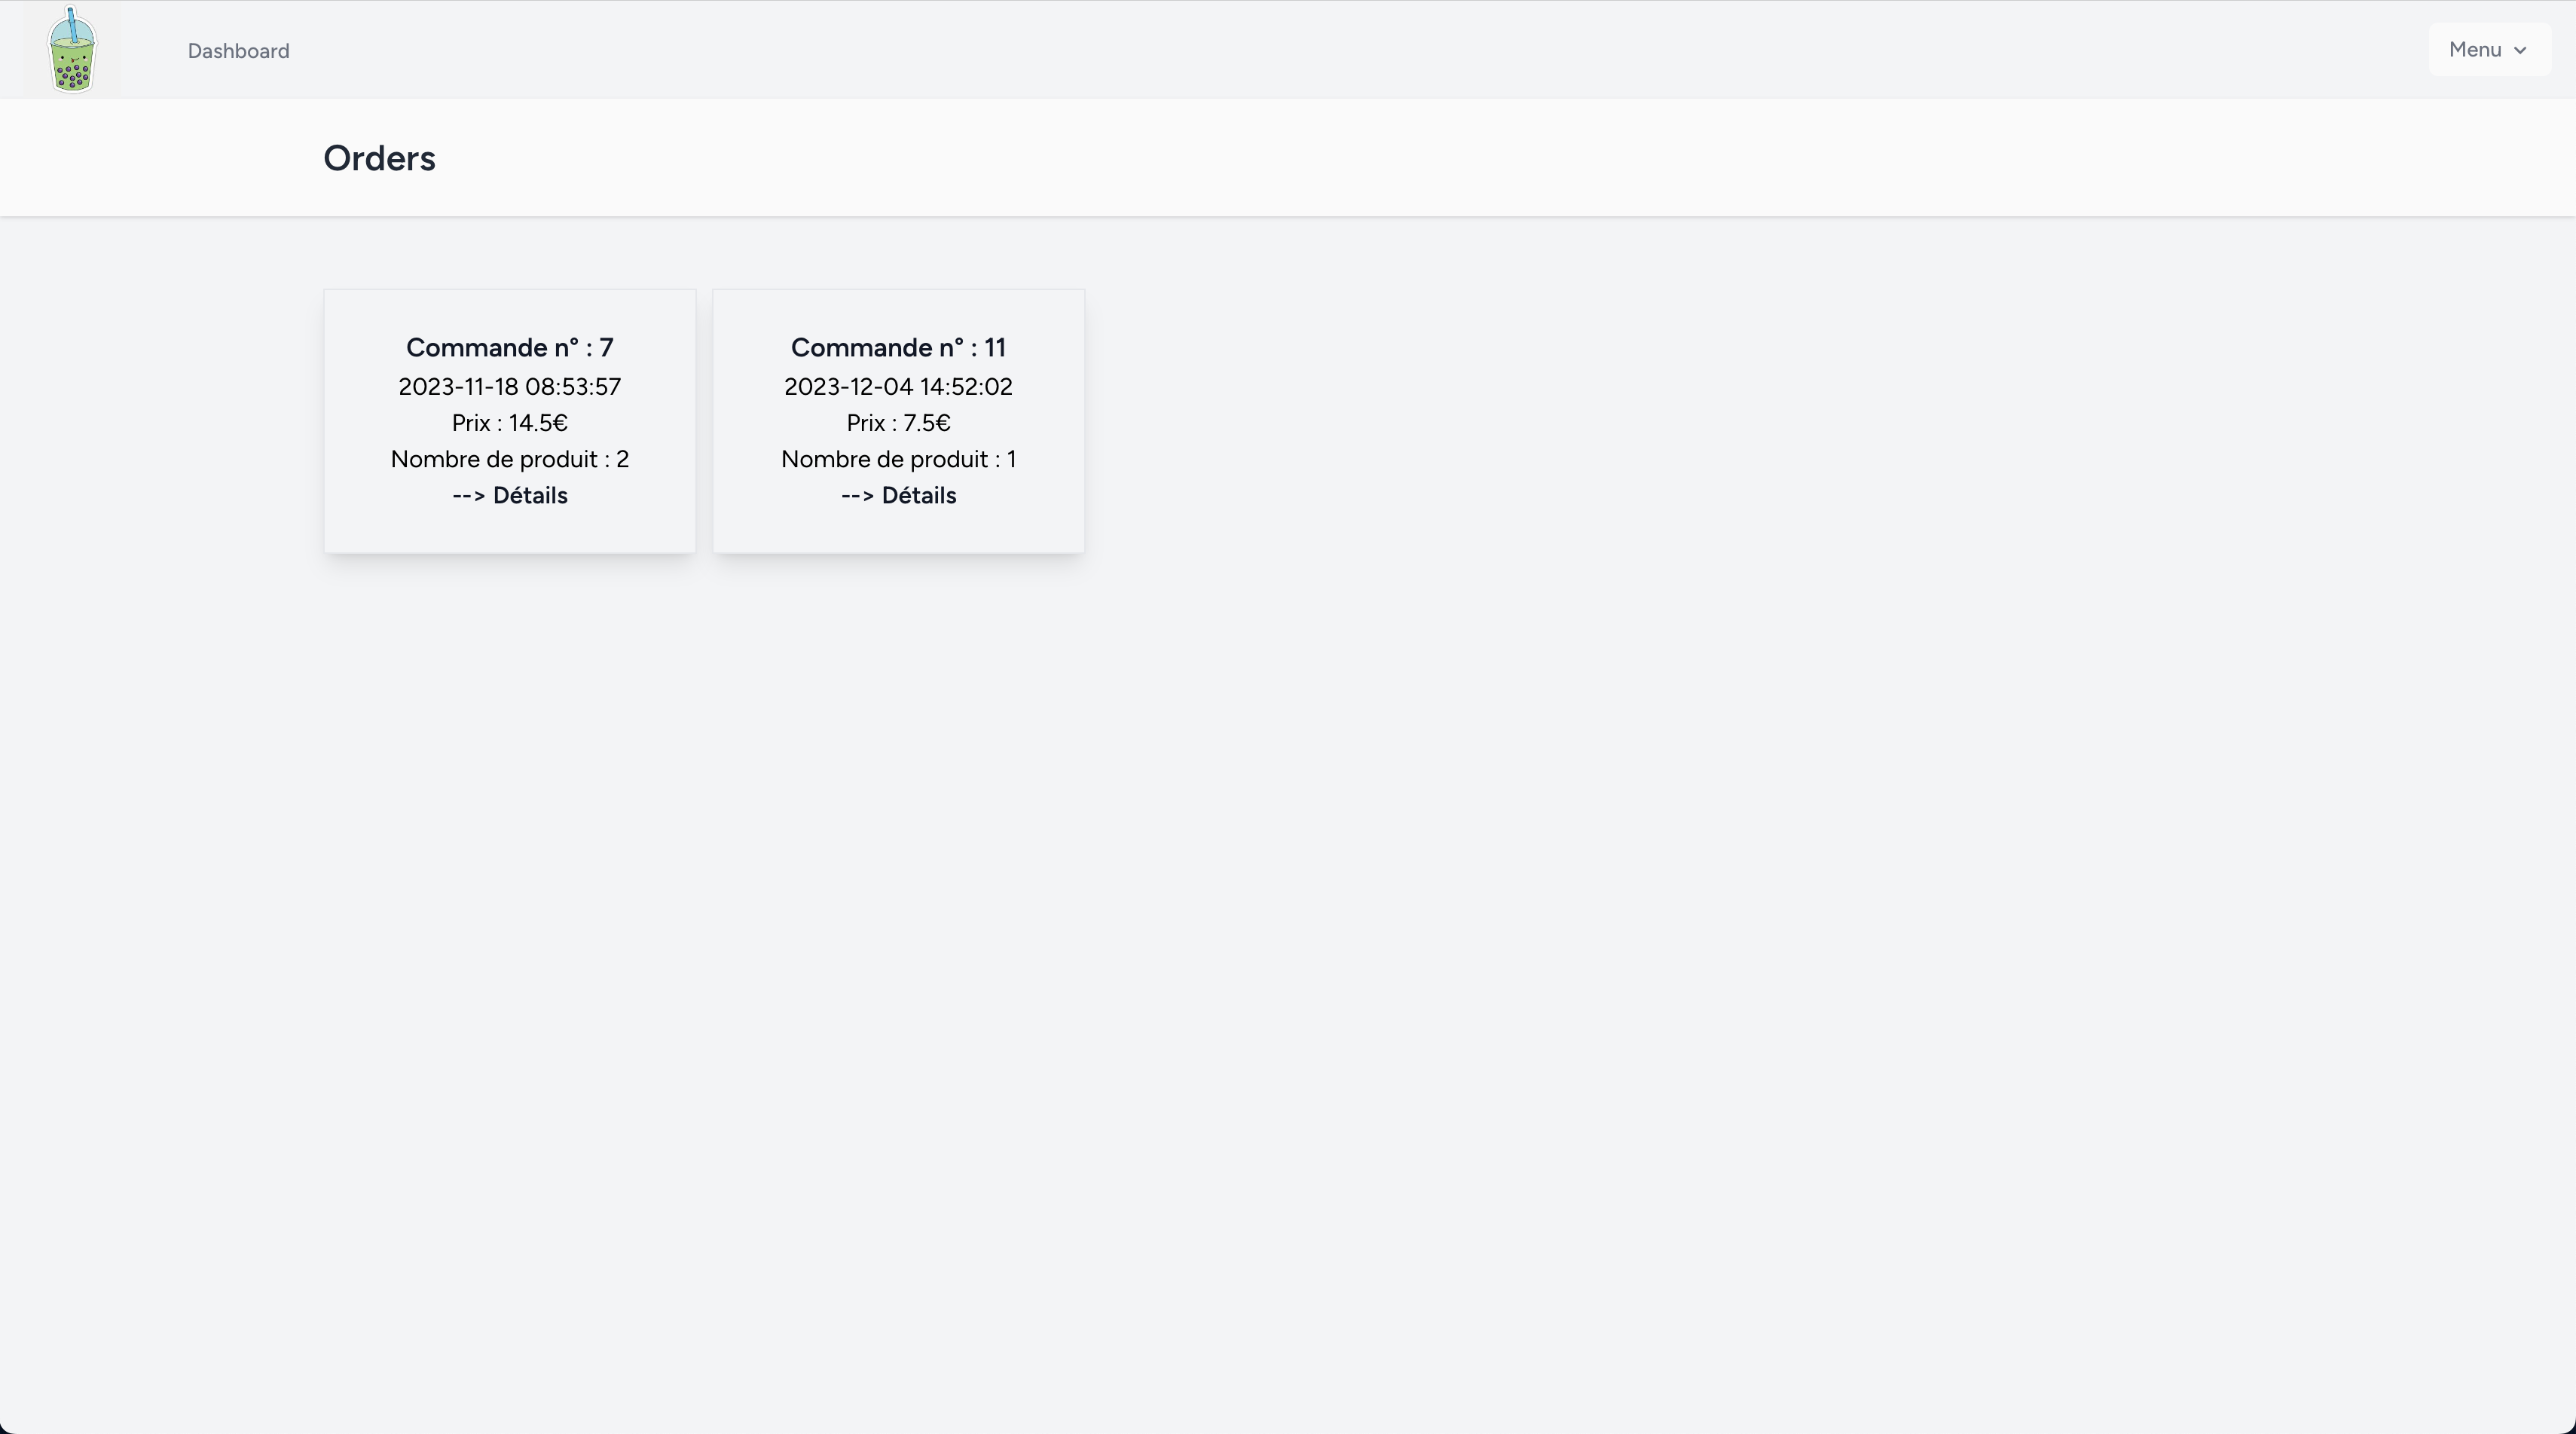 Dashboard
Menu
Orders
Commande n° : 7
2023-11-18 08:53:57
Prix : 14.5€
Nombre de produit : 2
--> Détails
Commande n° : 11
2023-12-04 14:52:02
Prix : 7.5€
Nombre de produit : 1
--> Détails